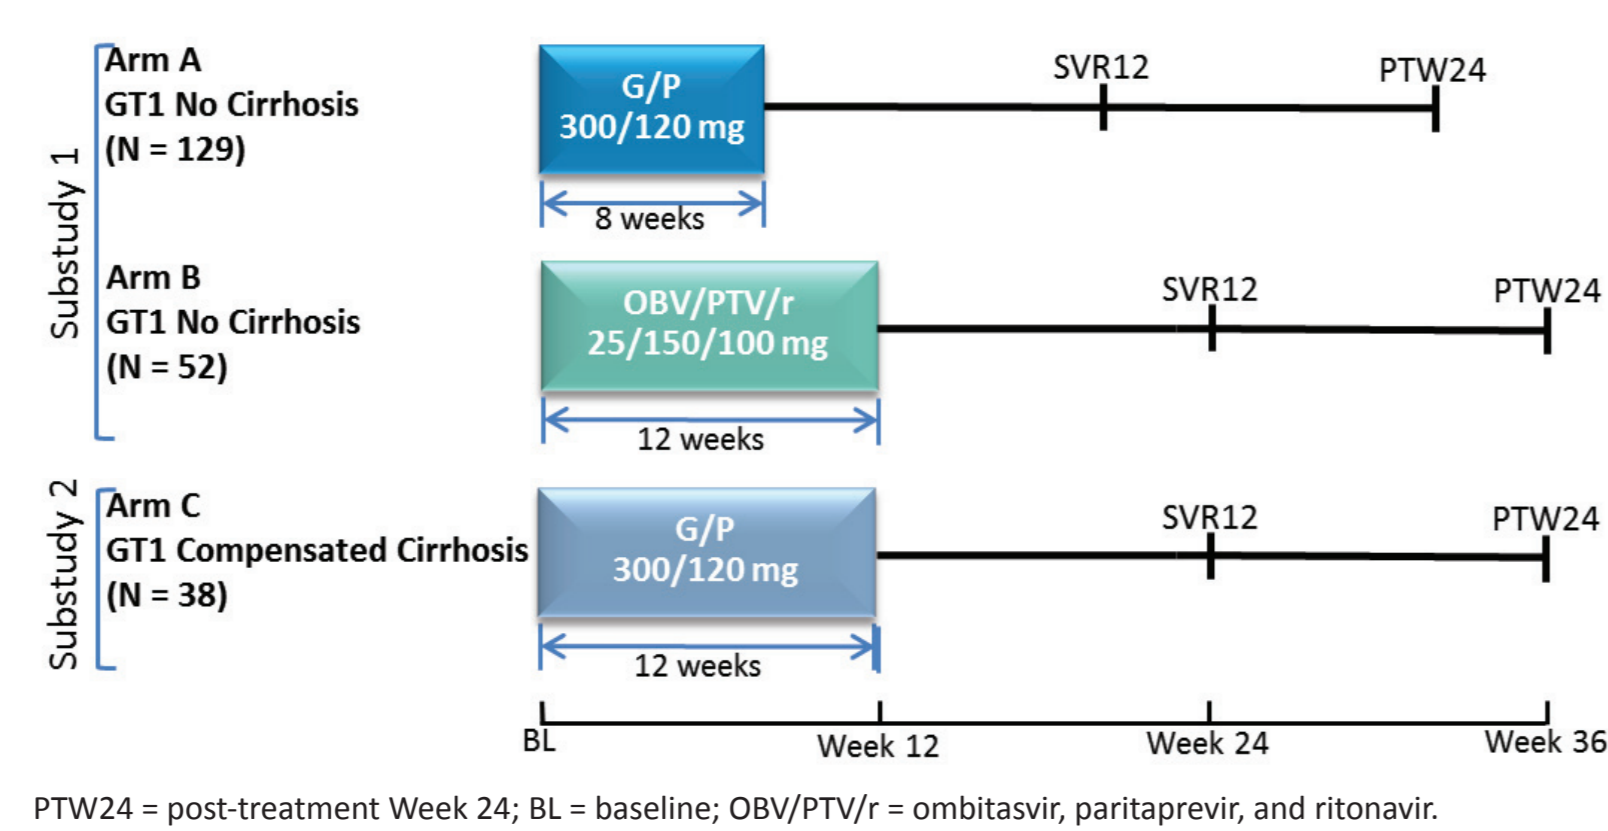 Substudy 1
Arm A
GT1 No Cirrhosis
(N = 129)
G/P
300/120 mg
8 weeks
SVR12
PTW24
Arm B
GT1 No Cirrhosis
(N = 52)
OBV/PTV/r
25/150/100 mg
12 weeks
SVR12
PTW24
Substudy 2
Arm C
GT1 Compensated Cirrhosis
(N = 38)
G/P
300/120 mg
12 weeks
SVR12
PTW24
BL
Week 12
Week 24
Week 36
PTW24 = post-treatment Week 24; BL = baseline; OBV/PTV/r = ombitasvir, paritaprevir, and ritonavir.